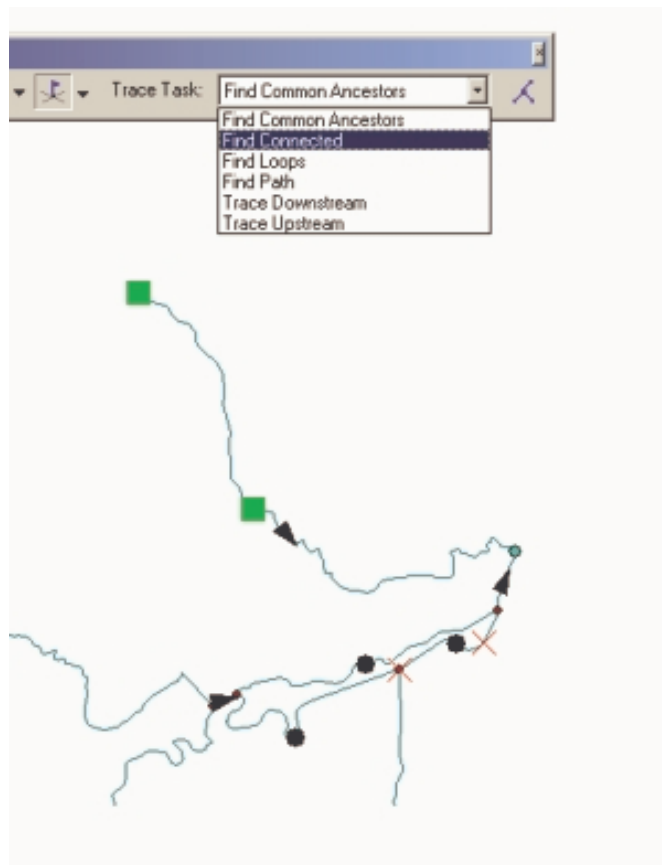 Trace Task: Find Common Ancestors
Find Common Ancestors
Find Connected
Find Loops
Find Path
Trace Downstream
Trace Upstream